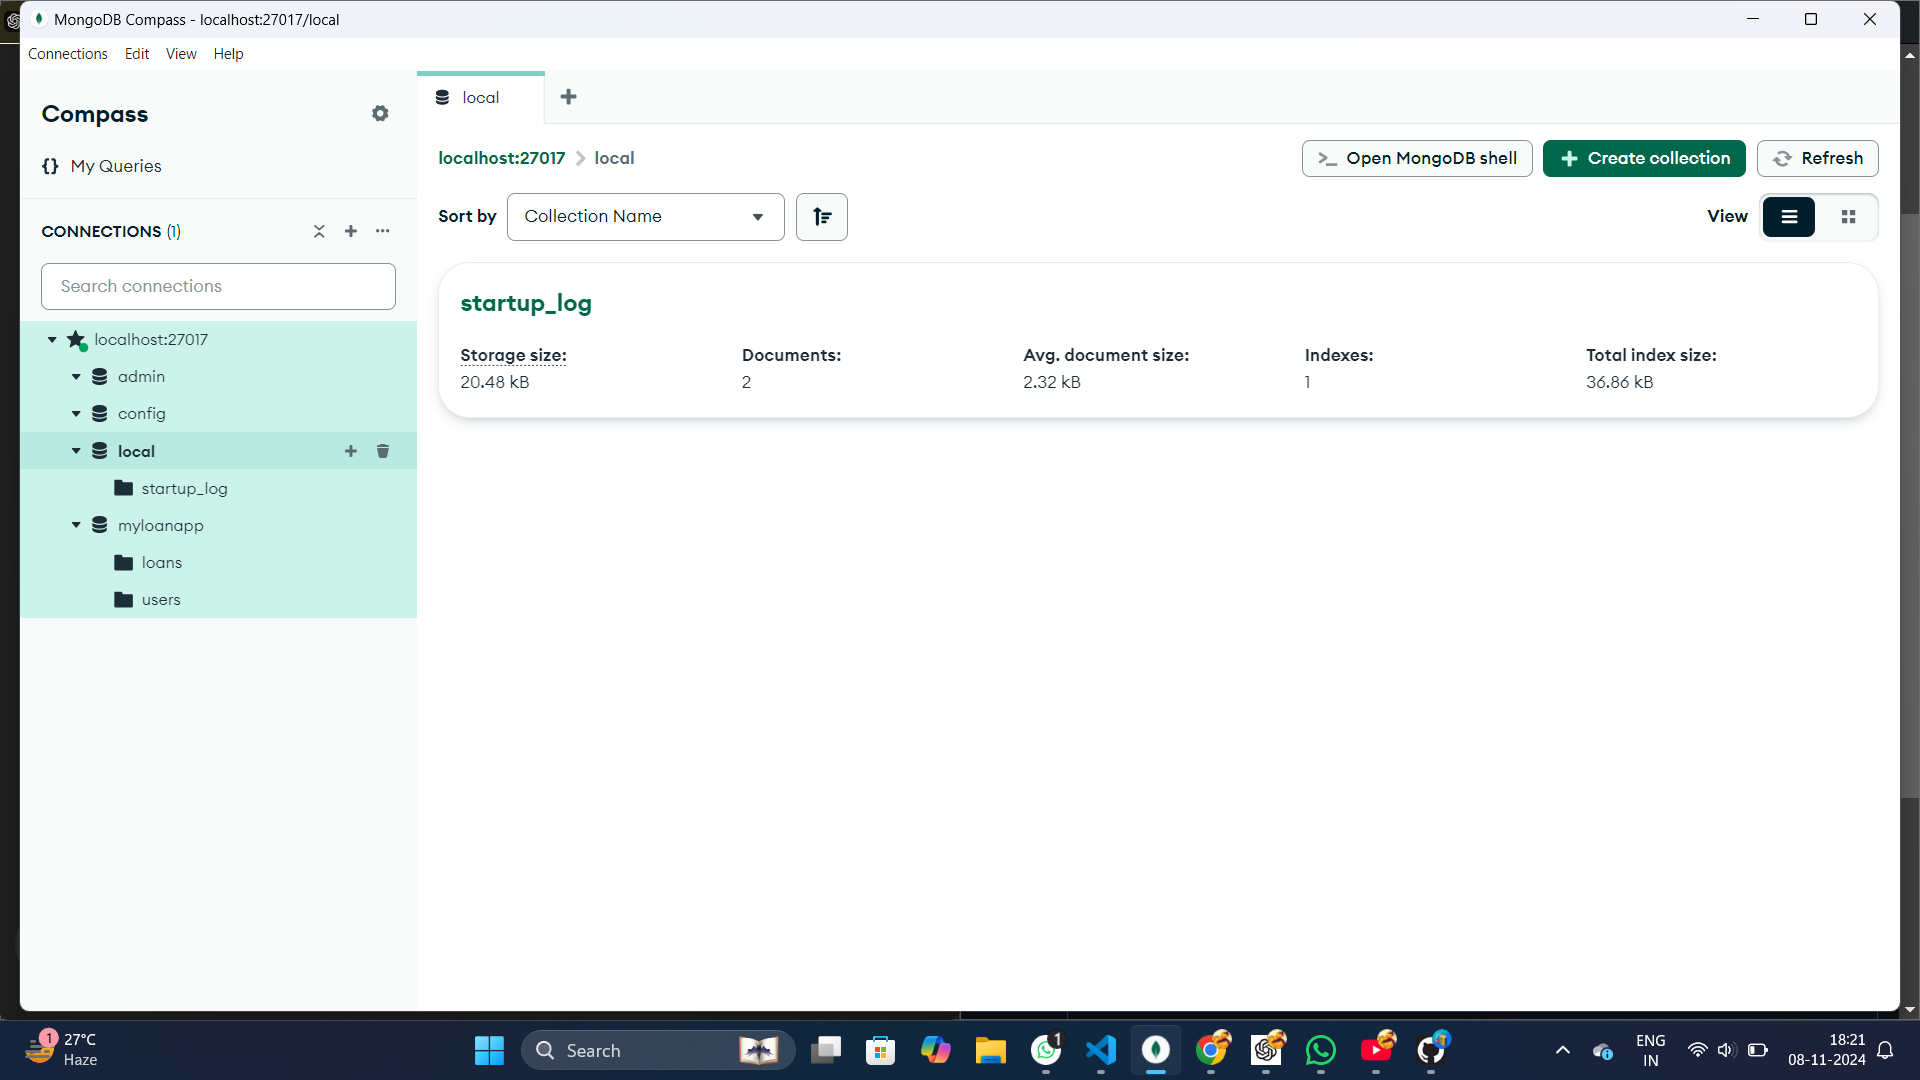 MongoDB Compass - localhost:27017/local
Connections Edit View Help
Compass
{} My Queries
CONNECTIONS (1)
Search connections
localhost:27017
admin
config
local
startup_log
myloanapp
loans
users
local
localhost:27017 > local
>_ Open MongoDB shell
+ Create collection
Refresh
Sort by Collection Name
View
startup_log
Storage size: Documents: Avg. document size: Indexes: Total index size:
20.48 kB 2 2.32 kB 1 36.86 kB
1
27°C
Haze
Search
1
ENG
IN
18:21
08-11-2024